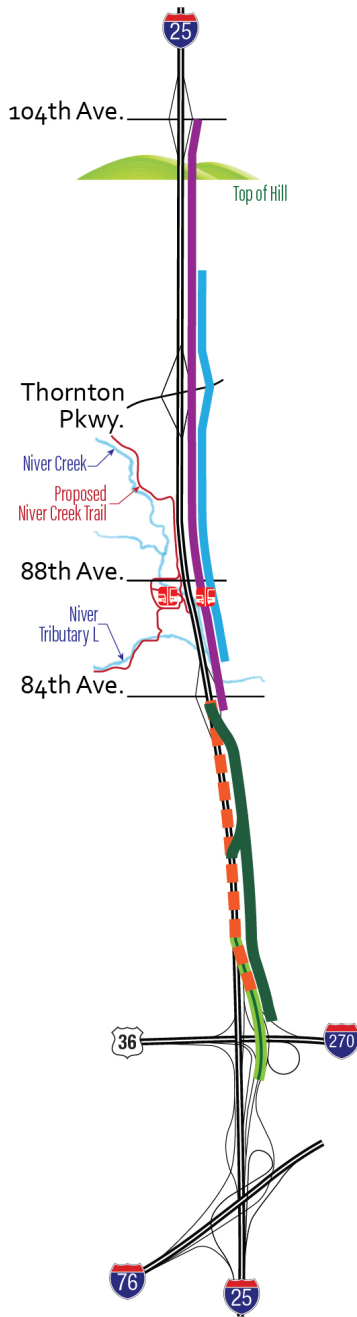 25
104th Ave.
Top of Hill
Thornton
Pkwy.
Niver Creek
Proposed
Niver Creek Trail
88th Ave.
Niver
Tributary L
84th Ave.
36
270
76
25